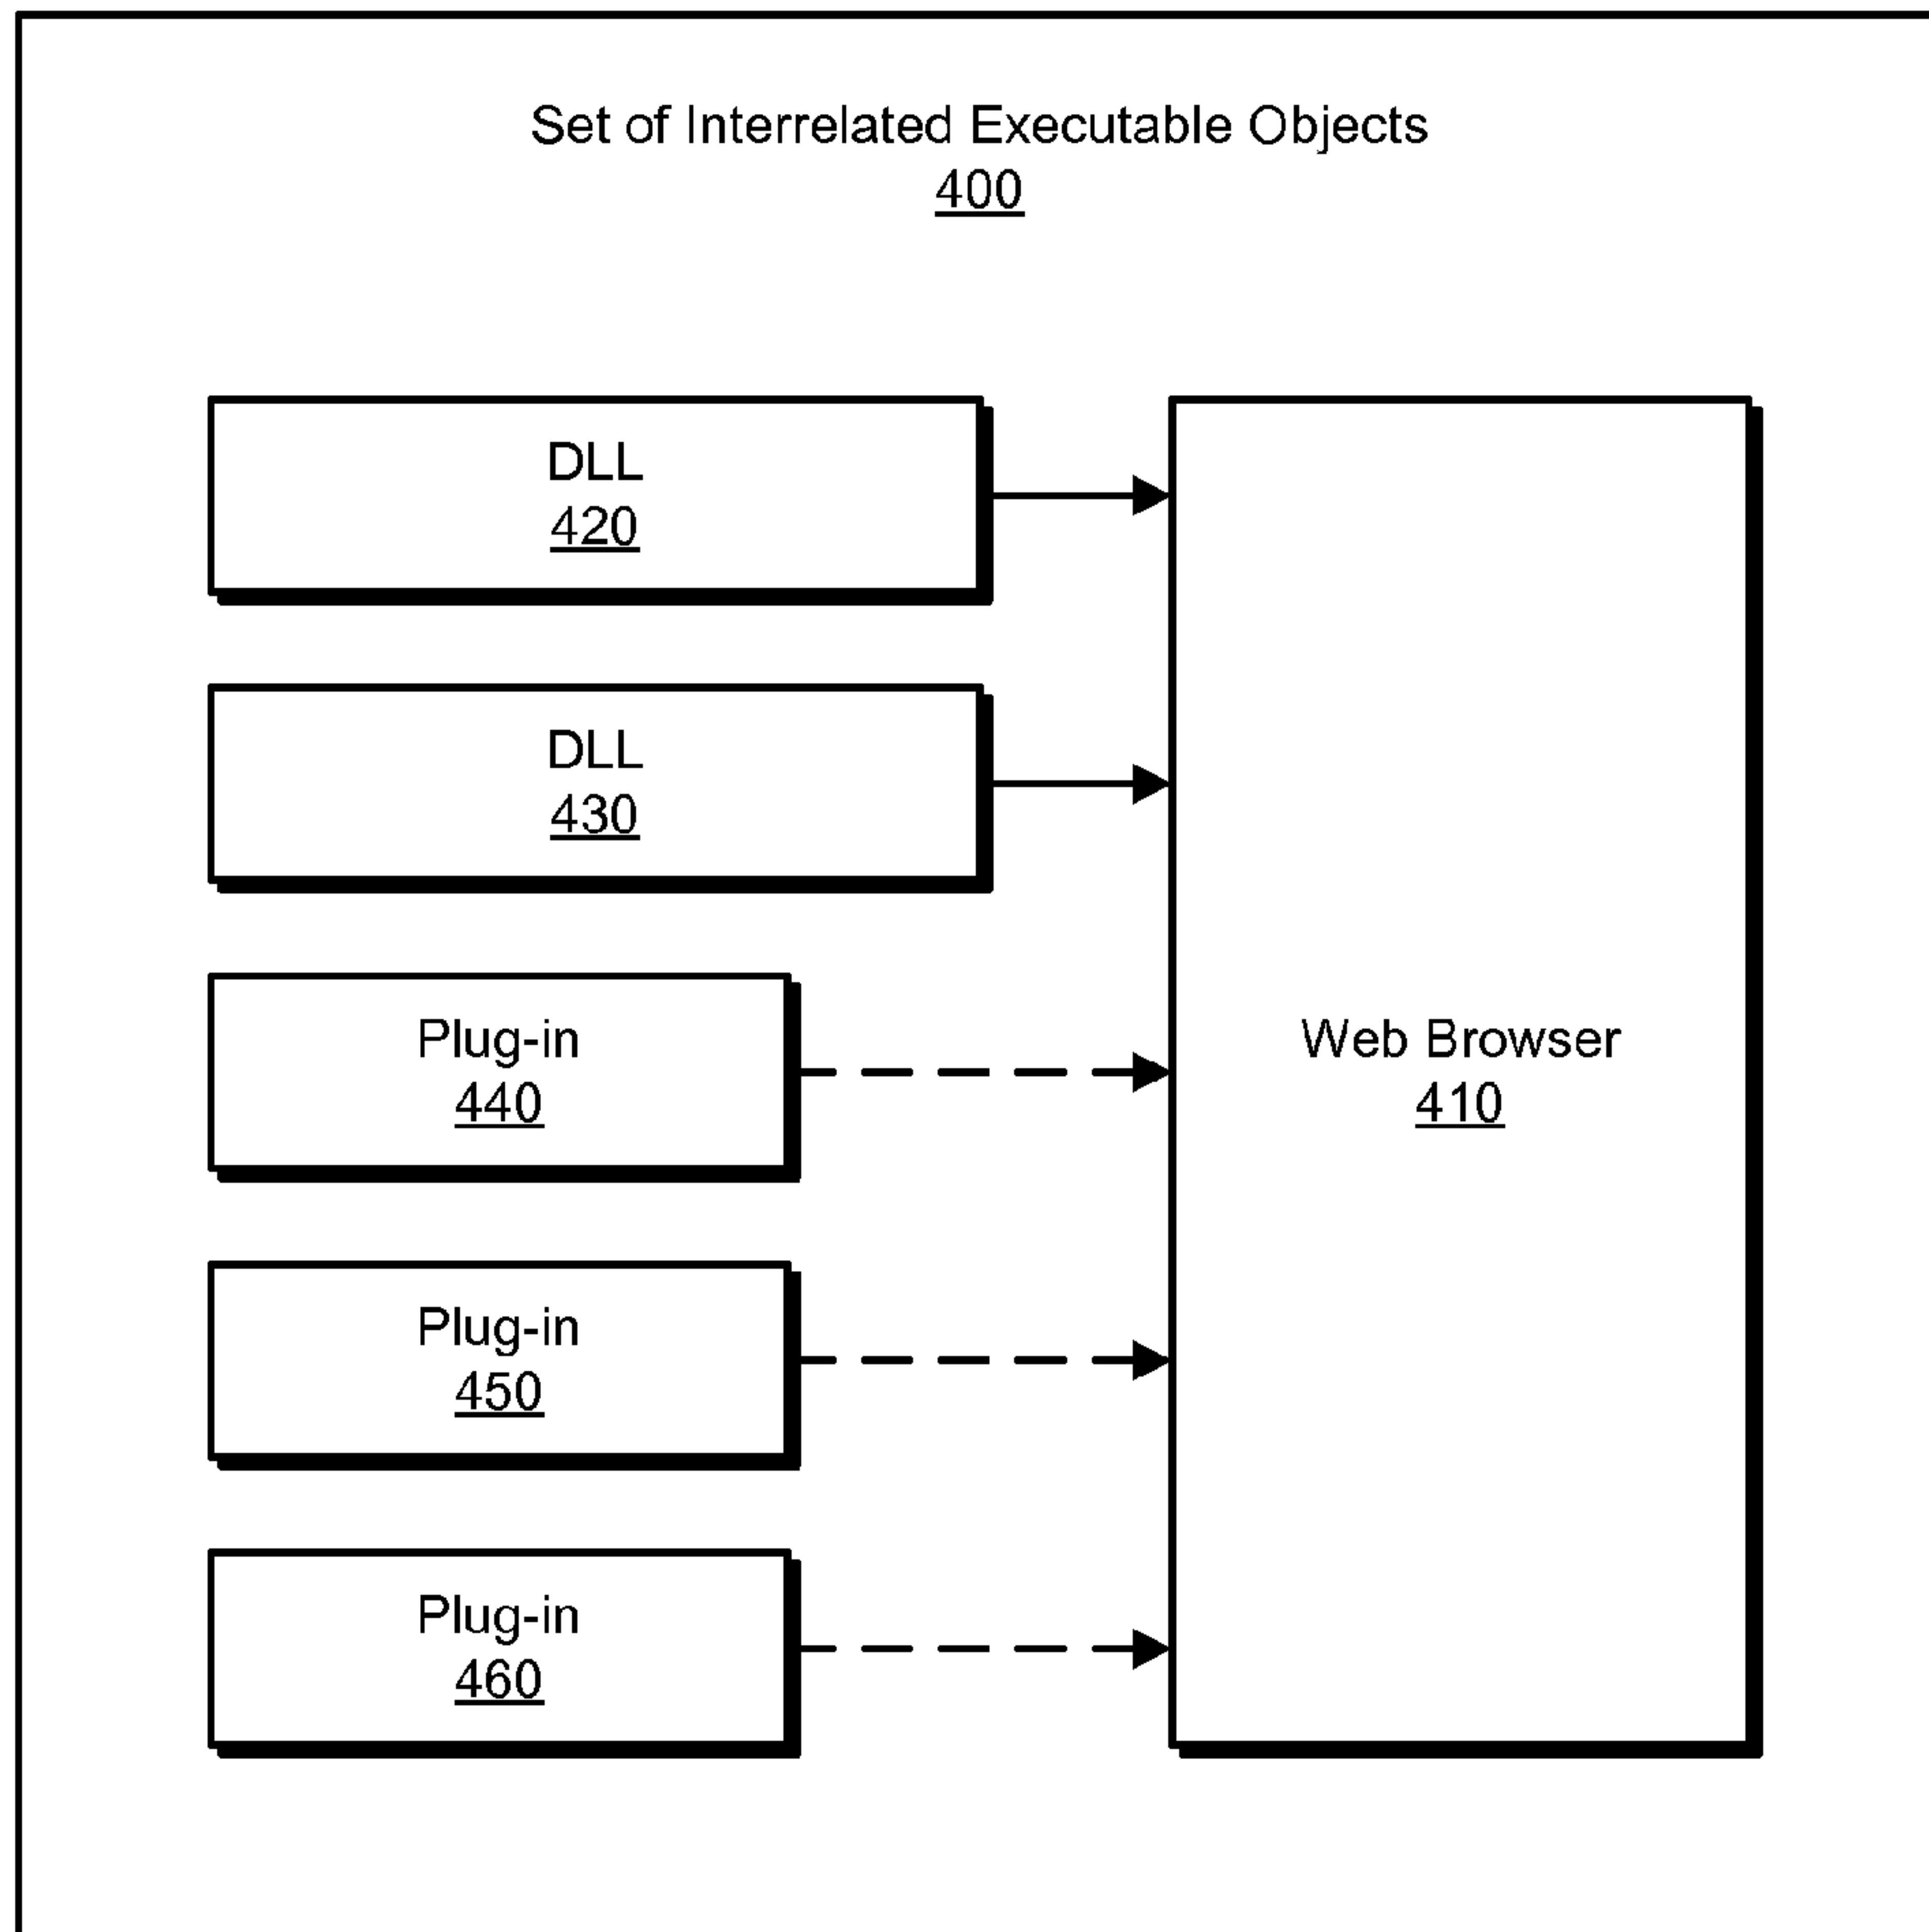 Set of Interrelated Executable Objects
400
DLL
420
DLL
430
Plug-in
440
Web Browser
410
Plug-in
450
Plug-in
460